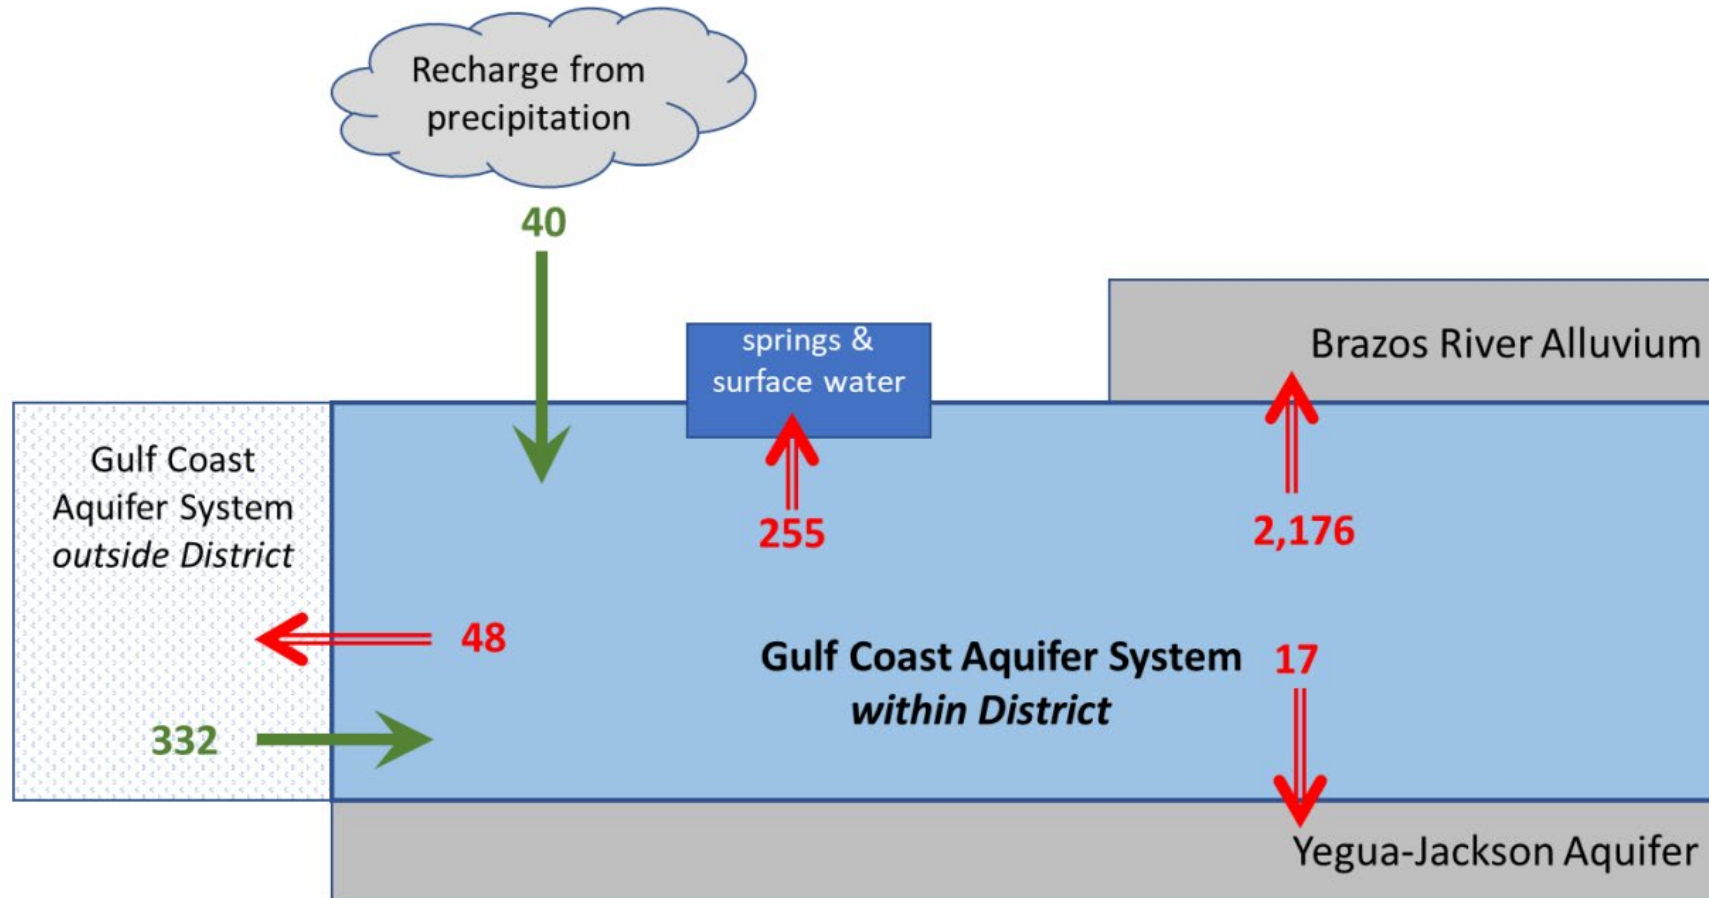 Recharge from
precipitation
40
springs &
surface water
Brazos River Alluvium
Gulf Coast
Aquifer System
outside District
255
2,176
48
Gulf Coast Aquifer System
within District
17
332
Yegua-Jackson Aquifer